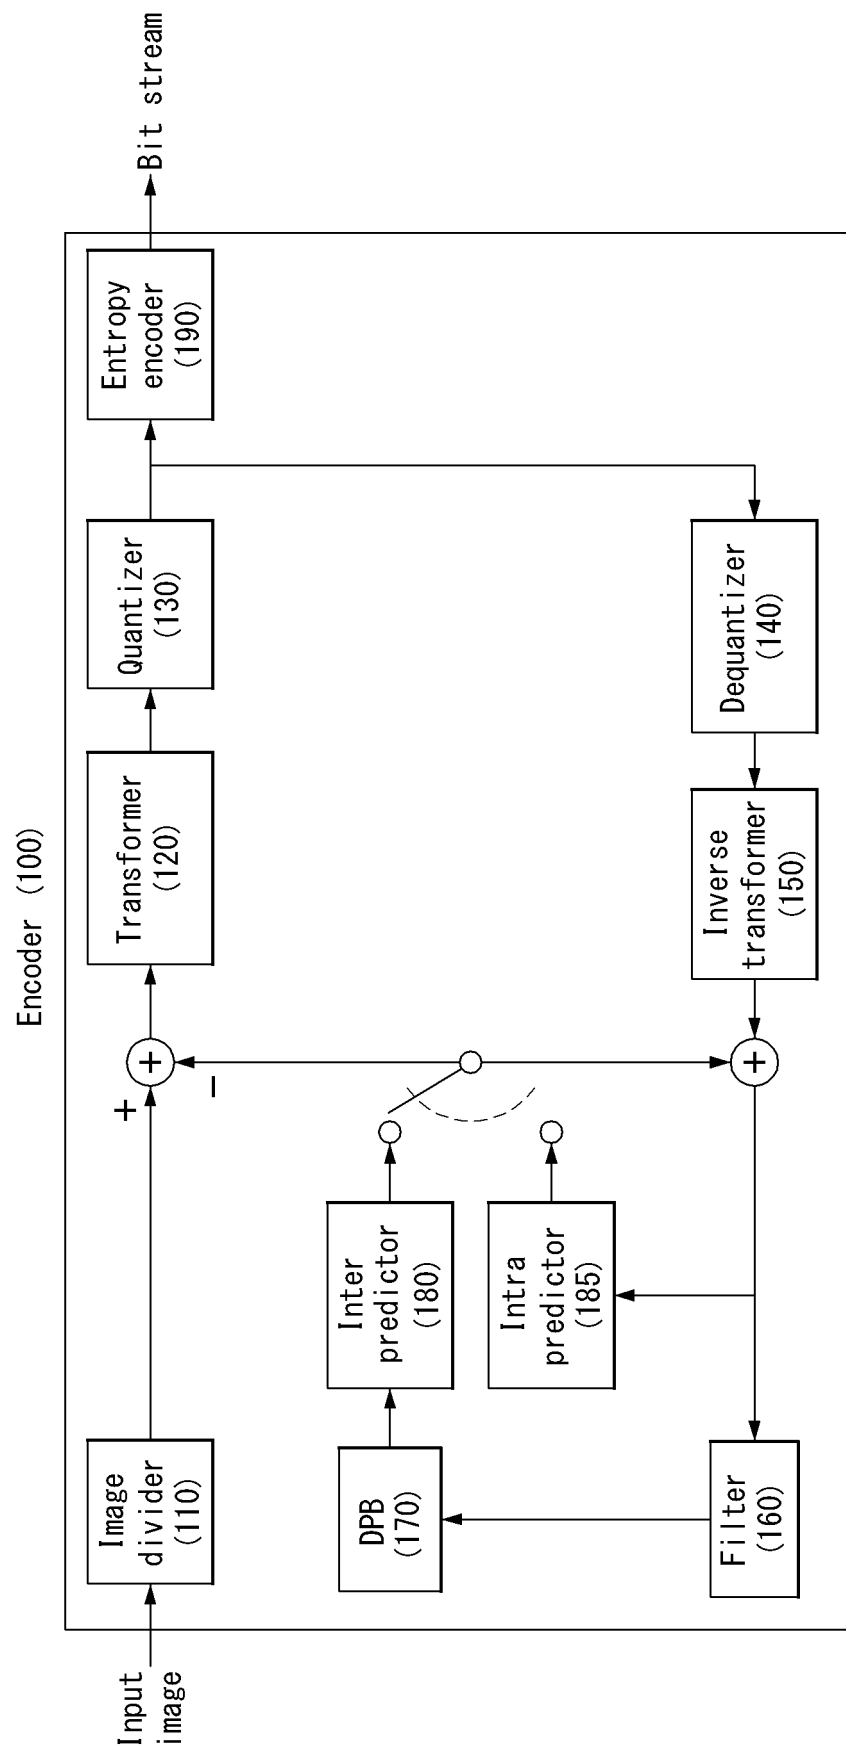 Encoder (100)
Input
image
Image
divider
(110)
+
−
+
Transformer
(120)
Quantizer
(130)
Entropy
encoder
(190)
Bit stream
DPB
(170)
Inter
predictor
(180)
Intra
predictor
(185)
Filter
(160)
+
Inverse
transformer
(150)
Dequantizer
(140)